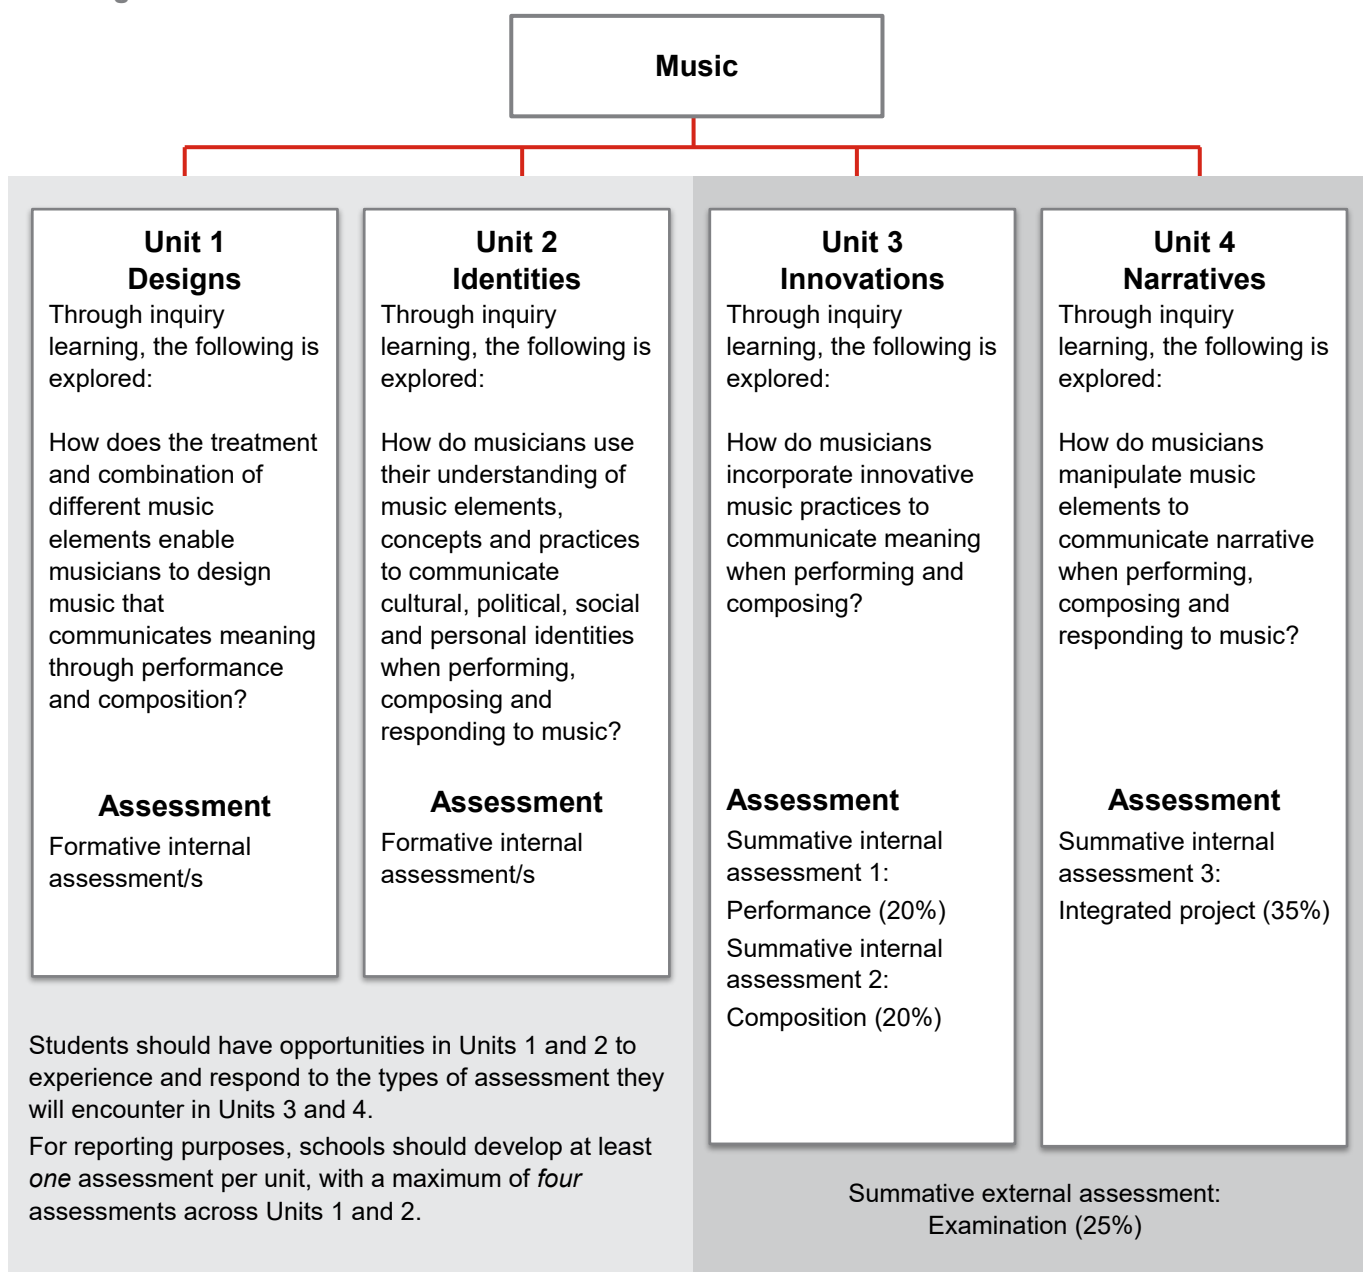 Music
Unit 1
Designs
Through inquiry
learning, the following is
explored:
How does the treatment
and combination of
different music
elements enable
musicians to design
music that
communicates meaning
through performance
and composition?
Assessment
Formative internal
assessment/s
Unit 2
Identities
Through inquiry
learning, the following is
explored:
How do musicians use
their understanding of
music elements,
concepts and practices
to communicate
cultural, political, social
and personal identities
when performing,
composing and
responding to music?
Assessment
Formative internal
assessment/s
Students should have opportunities in Units 1 and 2 to
experience and respond to the types of assessment they
will encounter in Units 3 and 4.
For reporting purposes, schools should develop at least
one assessment per unit, with a maximum of four
assessments across Units 1 and 2.
Unit 3
Innovations
Through inquiry
learning, the following is
explored:
How do musicians
incorporate innovative
music practices to
communicate meaning
when performing and
composing?
Assessment
Summative internal
assessment 1:
Performance (20%)
Summative internal
assessment 2:
Composition (20%)
Unit 4
Narratives
Through inquiry
learning, the following is
explored:
How do musicians
manipulate music
elements to
communicate narrative
when performing,
composing and
responding to music?
Assessment
Summative internal
assessment 3:
Integrated project (35%)
Summative external assessment:
Examination (25%)